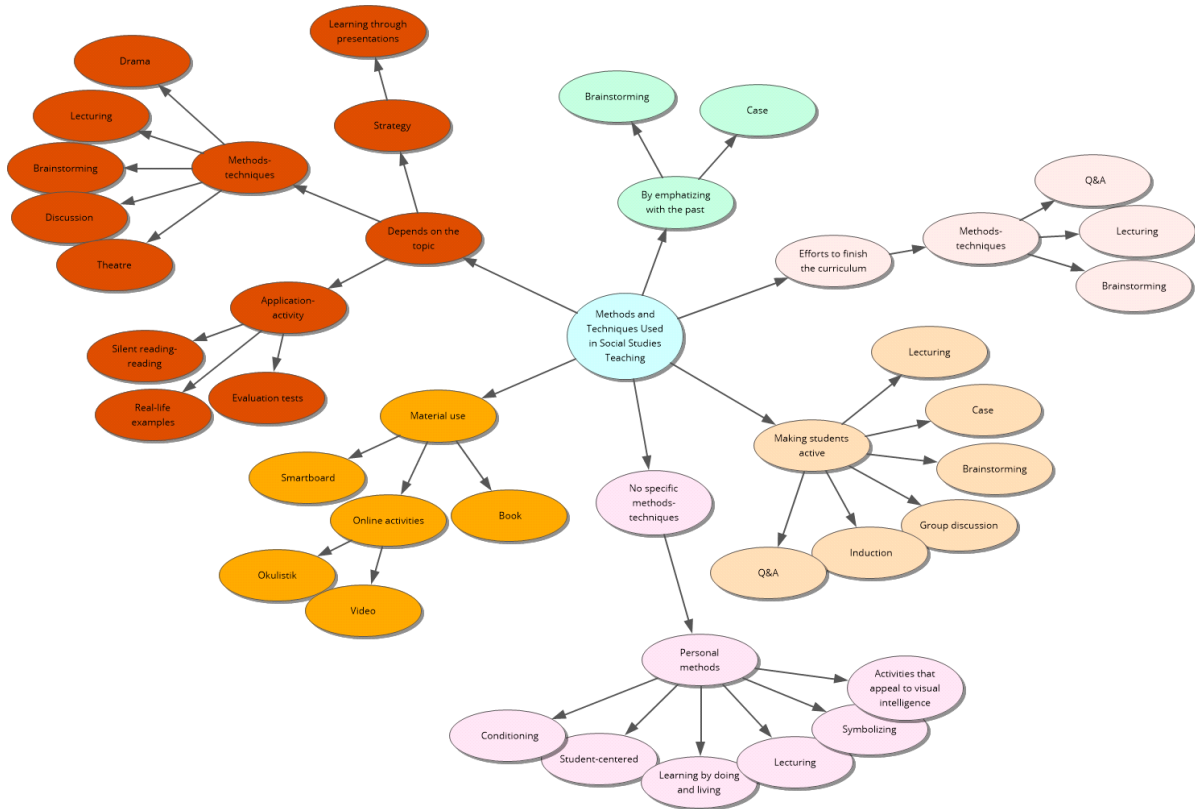 Learning through
presentations
Drama
Strategy
Lecturing
Methods-
techniques
Brainstorming
Discussion
Theatre
Depends on the
topic
Application-
activity
Silent reading-
reading
Real-life
examples
Evaluation tests
Brainstorming
Case
By emphatizing
with the past
Q&A
Methods-
techniques
Lecturing
Brainstorming
Efforts to finish
the curriculum
Methods and
Techniques Used
in Social Studies
Teaching
Lecturing
Case
Making students
active
Brainstorming
Group discussion
Induction
Q&A
Material use
Smartboard
Online activities
Book
Okulistik
Video
No specific
methods-
techniques
Personal
methods
Activities that
appeal to visual
intelligence
Symbolizing
Conditioning
Student-centered
Learning by doing
and living
Lecturing